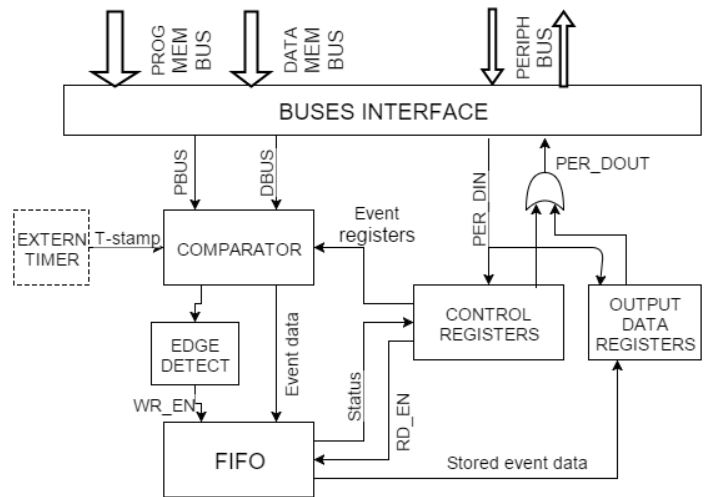 PROG
MEM
BUS
DATA
MEM
BUS
PERIPH
BUS
BUSES INTERFACE
PBUS
DBUS
PER_DIN
PER_DOUT
EXTERN
TIMER
T-stamp
COMPARATOR
Event
registers
CONTROL
REGISTERS
OUTPUT
DATA
REGISTERS
EDGE
DETECT
Event data
Status
RD_EN
WR_EN
FIFO
Stored event data